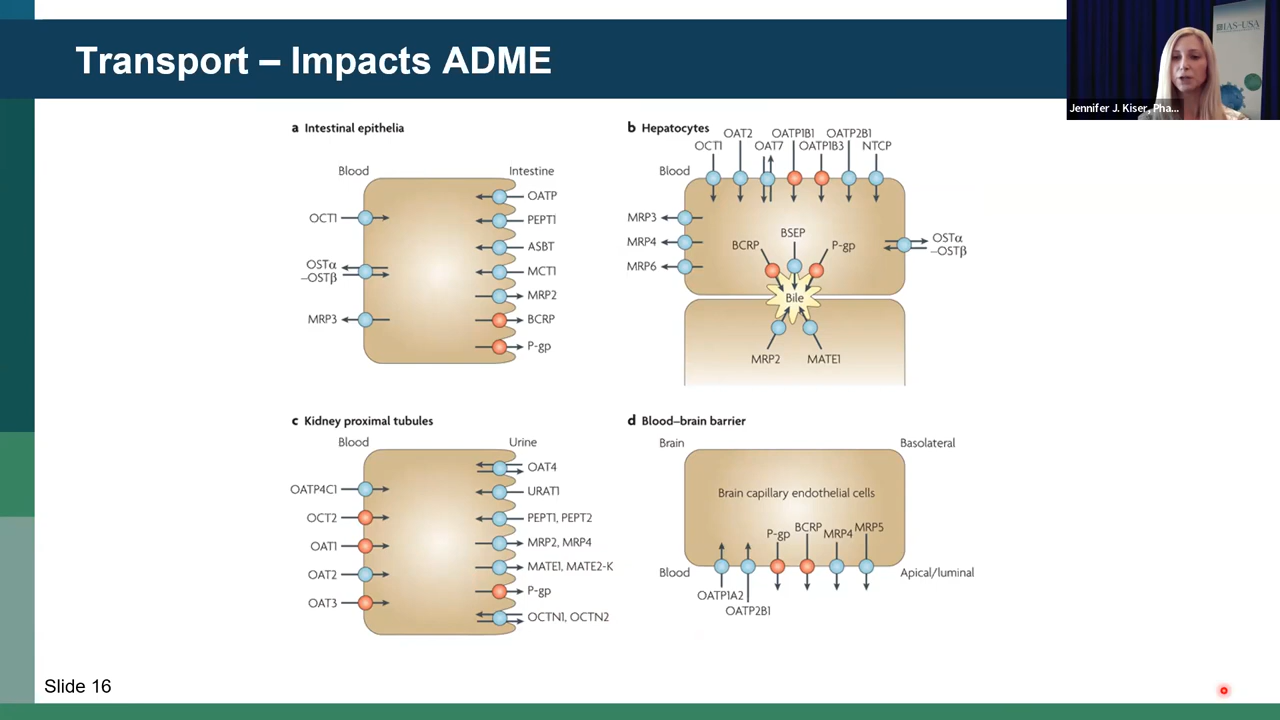 Transport – Impacts ADME
IAS-USA
Jennifer J. Kiser, Pha...
a Intestinal epithelia
Blood
Intestine
OCT1
OSTα
–OSTβ
MRP3
OATP
PEPT1
ASBT
MCT1
MRP2
BCRP
P-gp
b Hepatocytes
OCT1
OAT2
OAT7
OATP1B1
OATP1B3
OATP2B1
NTCP
Blood
MRP3
MRP4
MRP6
BCRP
BSEP
P-gp
Bile
MRP2
MATE1
OSTα
–OSTβ
c Kidney proximal tubules
Blood
Urine
OATP4C1
OCT2
OAT1
OAT2
OAT3
OAT4
URAT1
PEPT1, PEPT2
MRP2, MRP4
MATE1, MATE2-K
P-gp
OCTN1, OCTN2
d Blood–brain barrier
Brain
Basolateral
Brain capillary endothelial cells
P-gp
BCRP
MRP4
MRP5
Blood
Apical/luminal
OATP1A2
OATP2B1
Slide 16